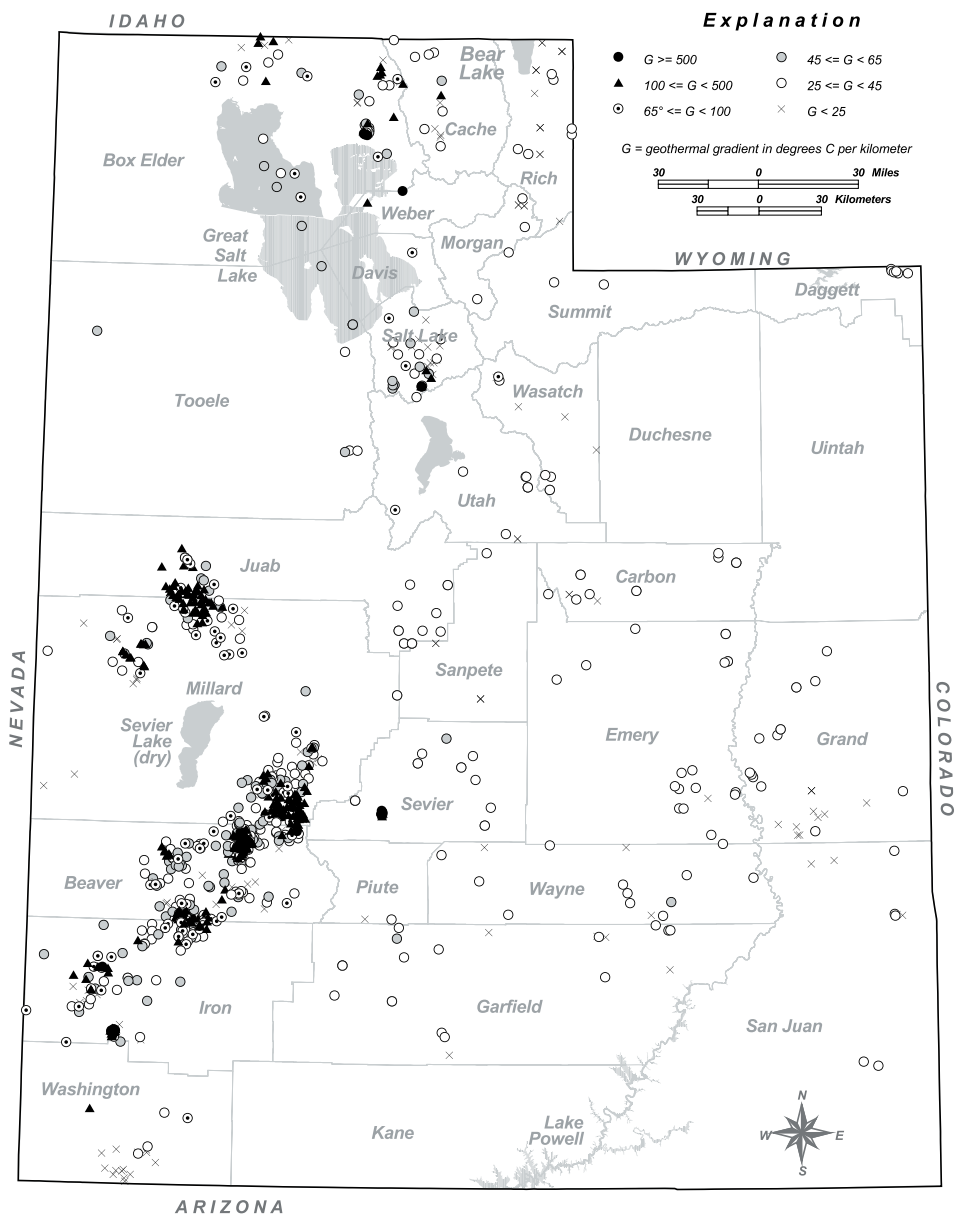 IDAHO
Explanation
G >= 500
45 <= G < 65
100 <= G < 500
25 <= G < 45
65° <= G < 100
G < 25
G = geothermal gradient in degrees C per kilometer
30 0 30 Miles
30 0 30 Kilometers
Bear
Lake
Cache
Box Elder
Rich
Weber
Great
Salt
Lake
Morgan
Davis
WYOMING
Daggett
Summit
Salt Lake
Wasatch
Tooele
Duchesne
Uintah
Utah
Juab
Carbon
Sanpete
Millard
NEVADA
COLORADO
Sevier
Lake
(dry)
Emery
Grand
Sevier
Beaver
Piute
Wayne
Iron
Garfield
San Juan
Washington
Kane
Lake
Powell
N
W
E
S
ARIZONA